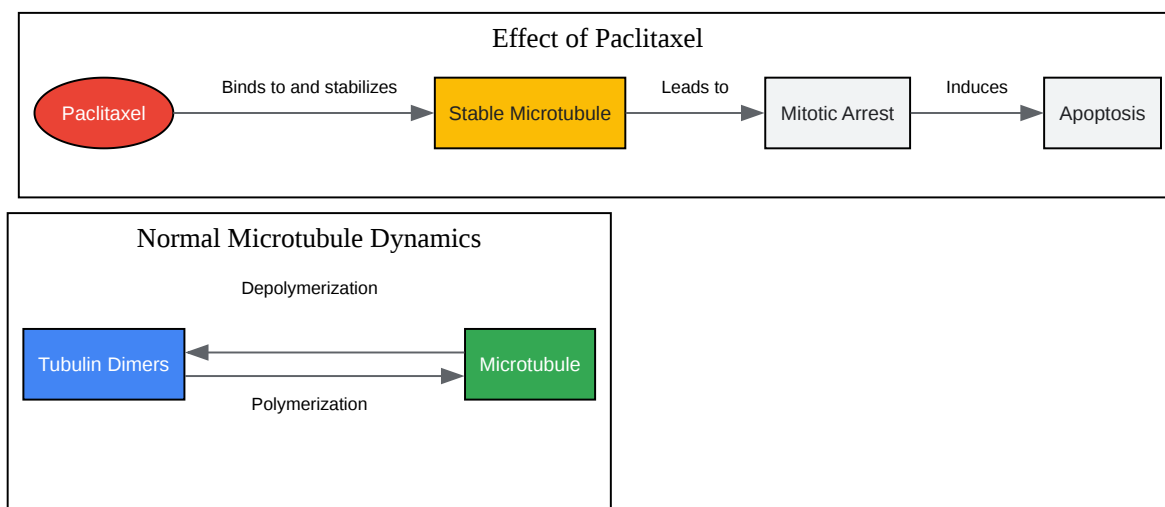 Effect of Paclitaxel
Binds to and stabilizes
Leads to
Induces
Paclitaxel
Stable Microtubule
Mitotic Arrest
Apoptosis
Normal Microtubule Dynamics
Depolymerization
Tubulin Dimers
Microtubule
Polymerization